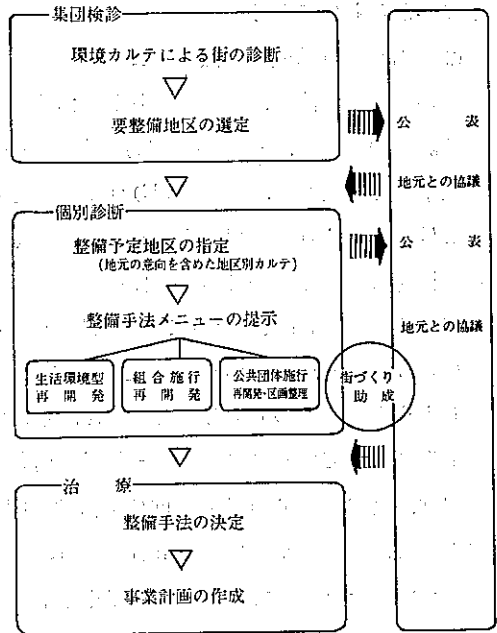 集団検診
環境カルテによる街の診断
▽
要整備地区の選定
公表
▽
地元との協議
個別診断
整備予定地区の指定
(地元の意向を含めた地区別カルテ)
公表
▽
整備手法メニューの提示
地元との協議
生活環境型
再開発
組合施行
再開発
公共団体施行
再開発・区画整理
街づくり
助成
▽
治療
整備手法の決定
▽
事業計画の作成